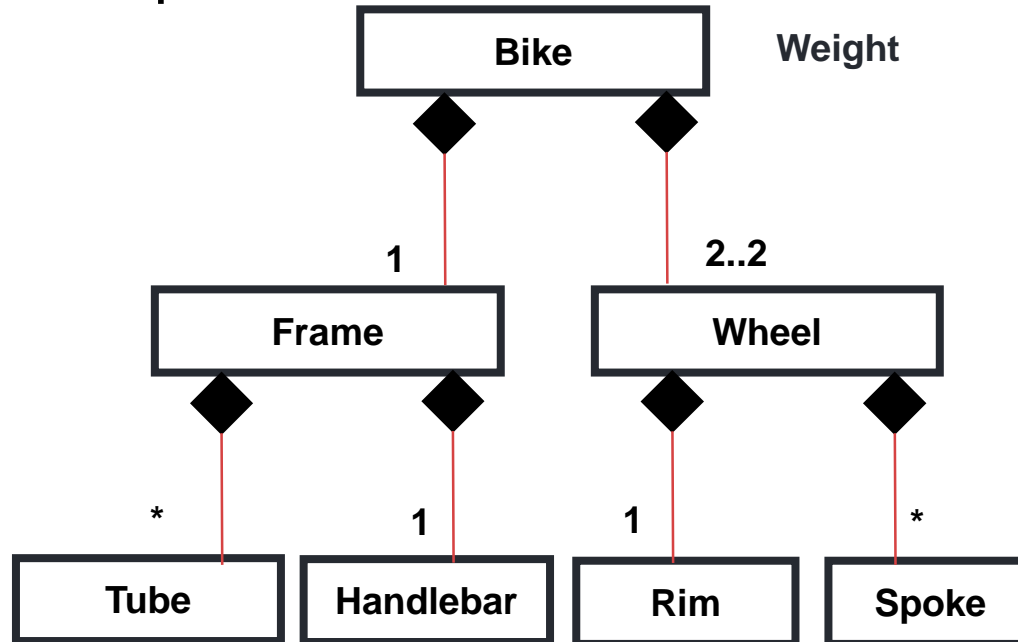 Bike
Weight
1
2..2
Frame
Wheel
*
1
1
*
Tube
Handlebar
Rim
Spoke